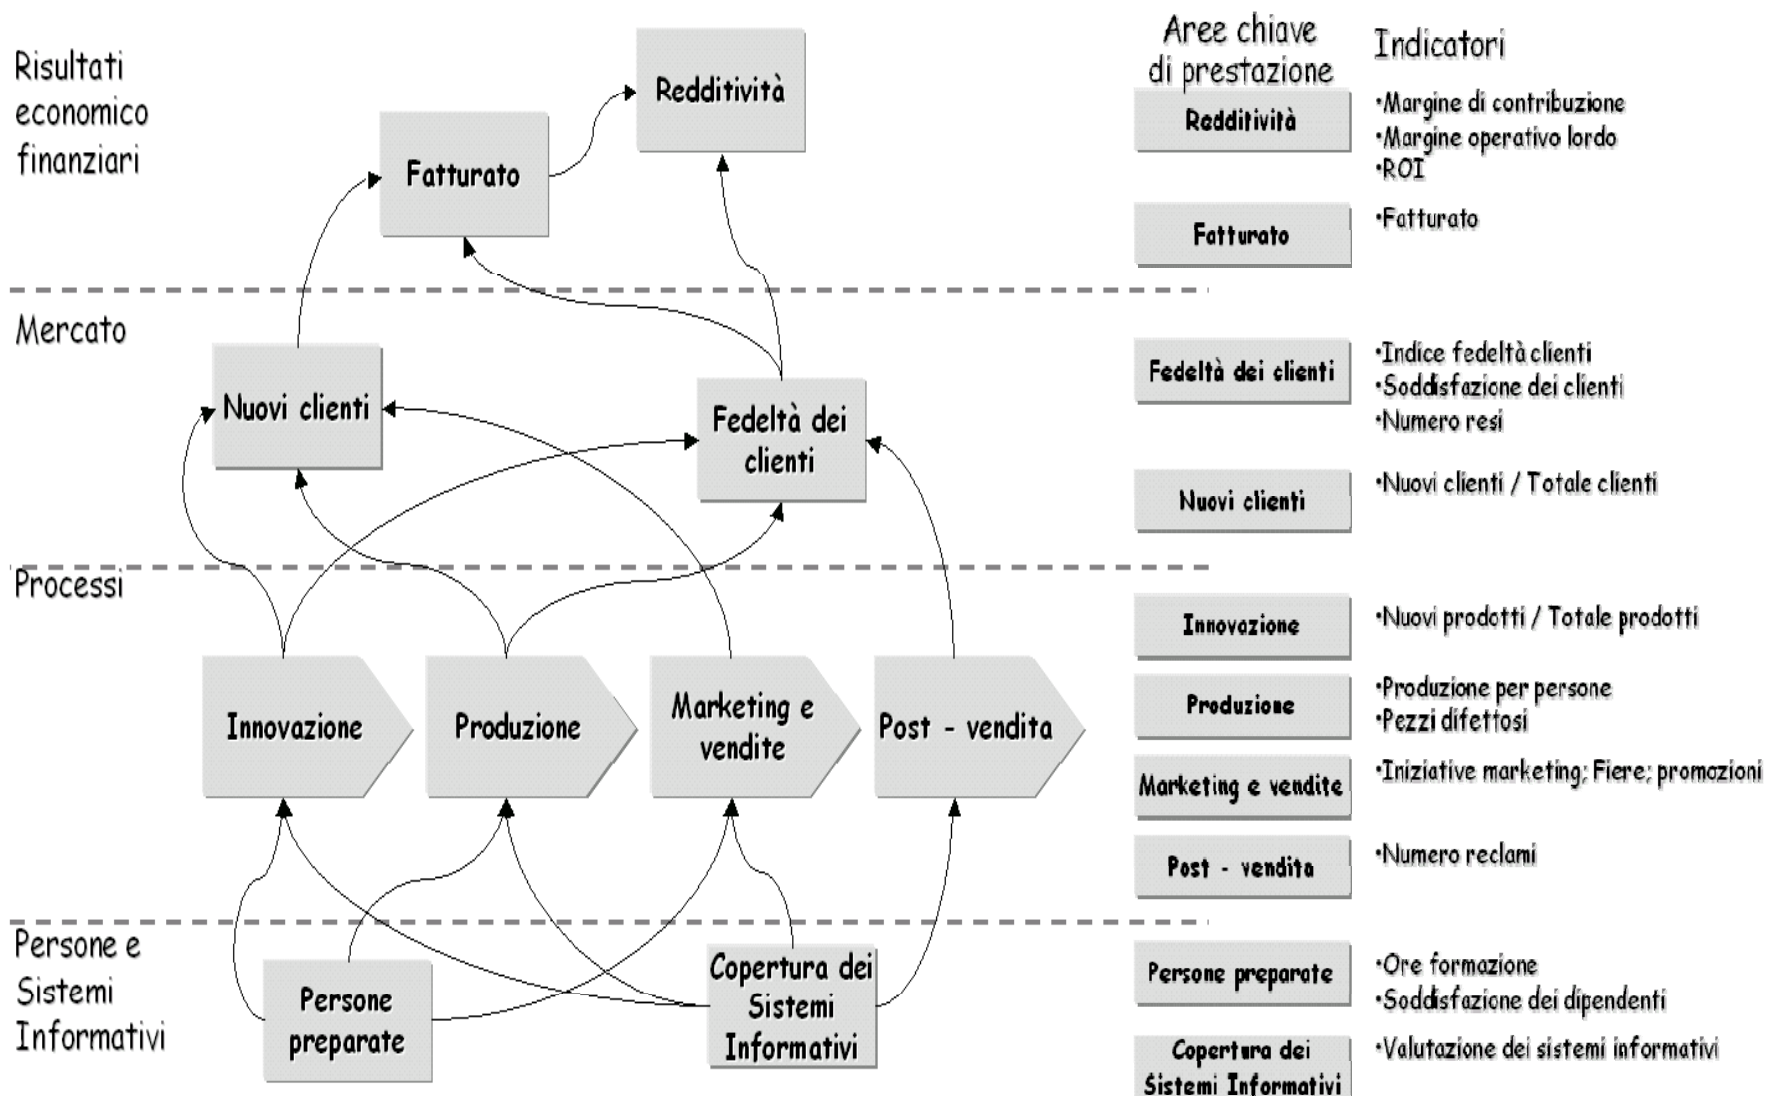 Risultati
economico
finanziari
Redditività
Fatturato
Mercato
Nuovi clienti
Fedeltà dei
clienti
Processi
Innovazione
Produzione
Marketing e
vendite
Post - vendita
Persone e
Sistemi
Informativi
Persone
preparate
Copertura dei
Sistemi
Informativi
Aree chiave
di prestazione
Indicatori
Redditività
•Margine di contribuzione
•Margine operativo lordo
•ROI
Fatturato
•Fatturato
Fedeltà dei clienti
•Indice fedeltà clienti
•Soddisfazione dei clienti
•Numero resi
Nuovi clienti
•Nuovi clienti / Totale clienti
Innovazione
•Nuovi prodotti / Totale prodotti
Produzione
•Produzione per persone
•Pezzi difettosi
Marketing e vendite
•Iniziative marketing; Fiere; promozioni
Post - vendita
•Numero reclami
Persone preparate
•Ore formazione
•Soddisfazione dei dipendenti
Copertura dei
Sistemi Informativi
•Valutazione dei sistemi informativi